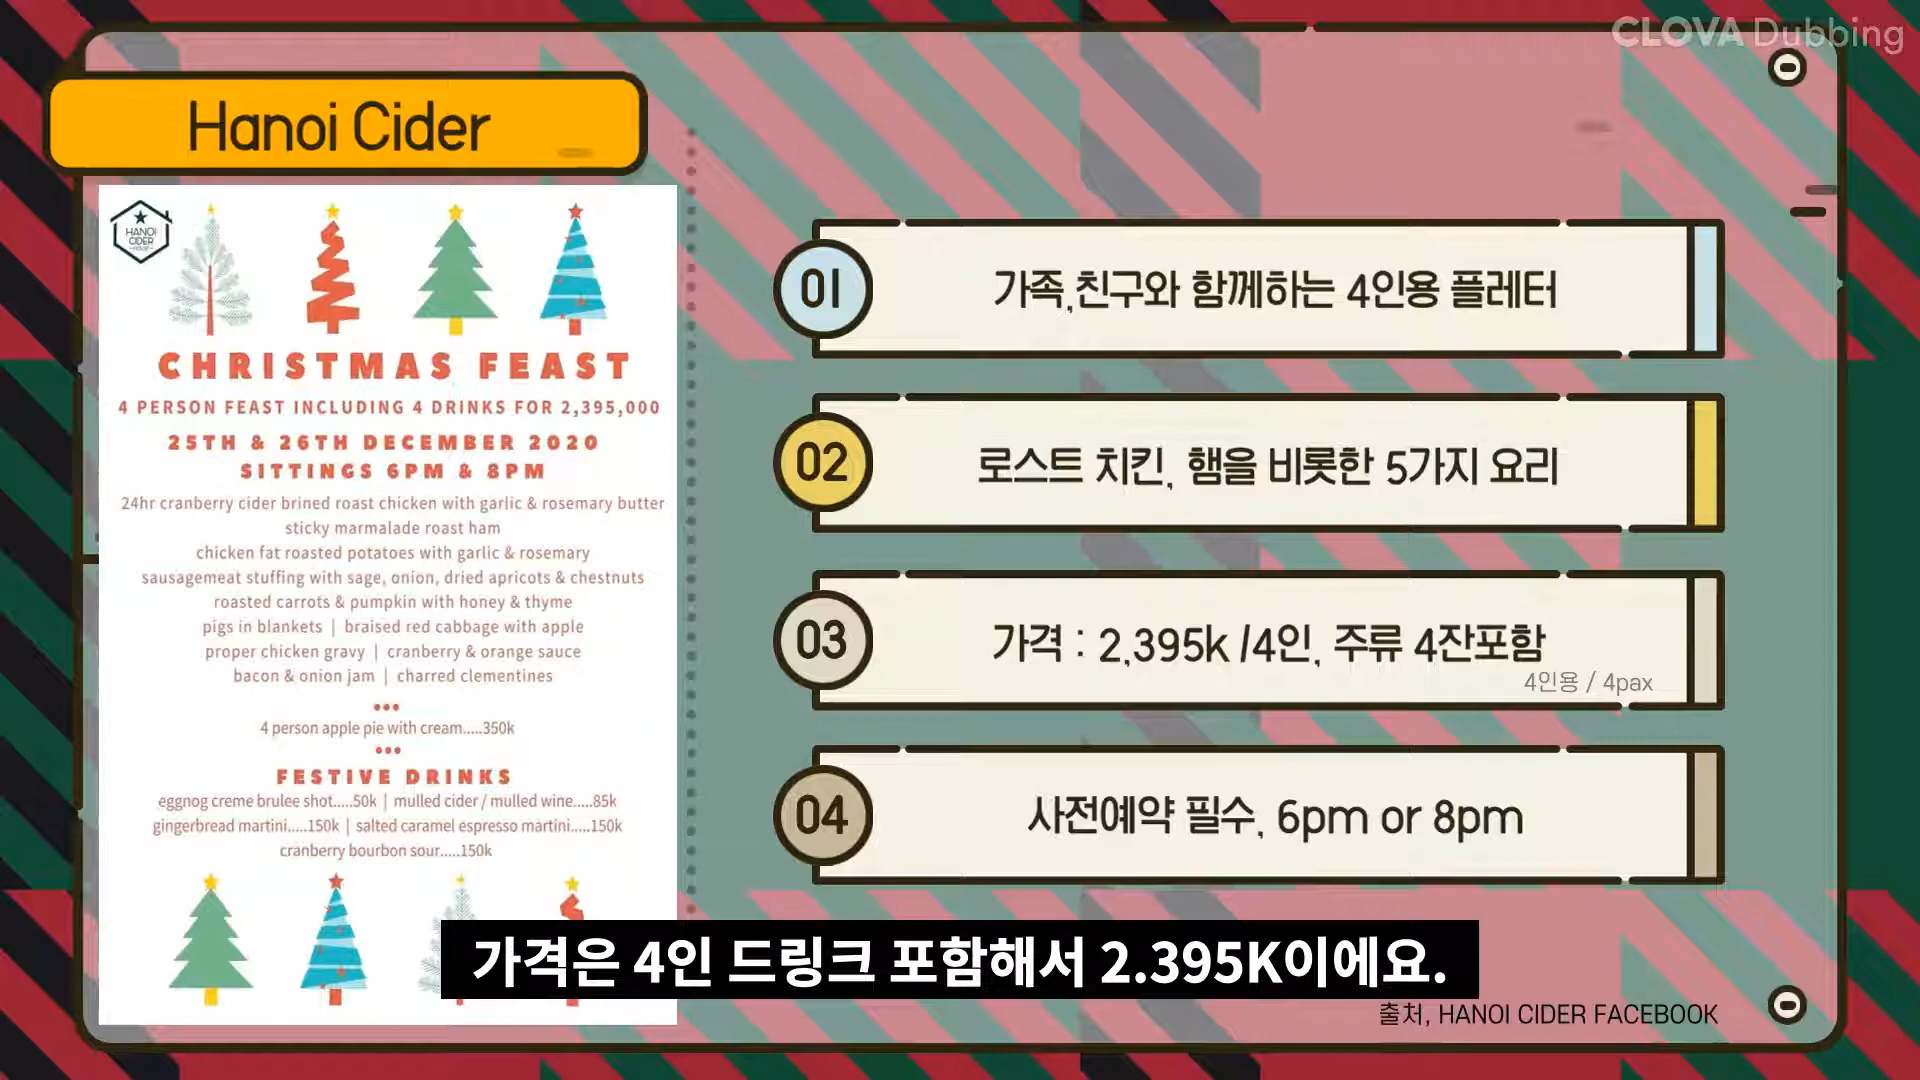 CLOVA Dubbing
Hanoi Cider
HANOI
CIDER
CHRISTMAS FEAST
4 PERSON FEAST INCLUDING 4 DRINKS FOR 2,395,000
25TH & 26TH DECEMBER 2020
SITTINGS 6PM & 8PM
24hr cranberry cider brined roast chicken with garlic & rosemary butter
sticky marmalade roast ham
chicken fat roasted potatoes with garlic & rosemary
sausagemeat stuffing with sage, onion, dried apricots & chestnuts
roasted carrots & pumpkin with honey & thyme
pigs in blankets | braised red cabbage with apple
proper chicken gravy | cranberry & orange sauce
bacon & onion jam | charred clementines
4 person apple pie with cream.....350k
FESTIVE DRINKS
eggnog creme brulee shot.....50k | mulled cider / mulled wine.....85k
gingerbread martini.....150k | salted caramel espresso martini.....150k
cranberry bourbon sour.....150k
01 가족,친구와 함께하는 4인용 플레터
02 로스트 치킨, 햄을 비롯한 5가지 요리
03 가격 : 2,395k /4인, 주류 4잔포함
4인용 / 4pax
04 사전예약 필수, 6pm or 8pm
가격은 4인 드링크 포함해서 2.395K이에요.
출처, HANOI CIDER FACEBOOK